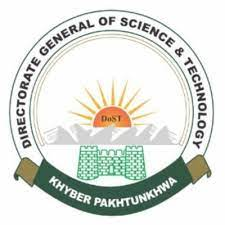 DIRECTORATE GENERAL OF SCIENCE & TECHNOLOGY
DoST
KHYBER PAKHTUNKHWA